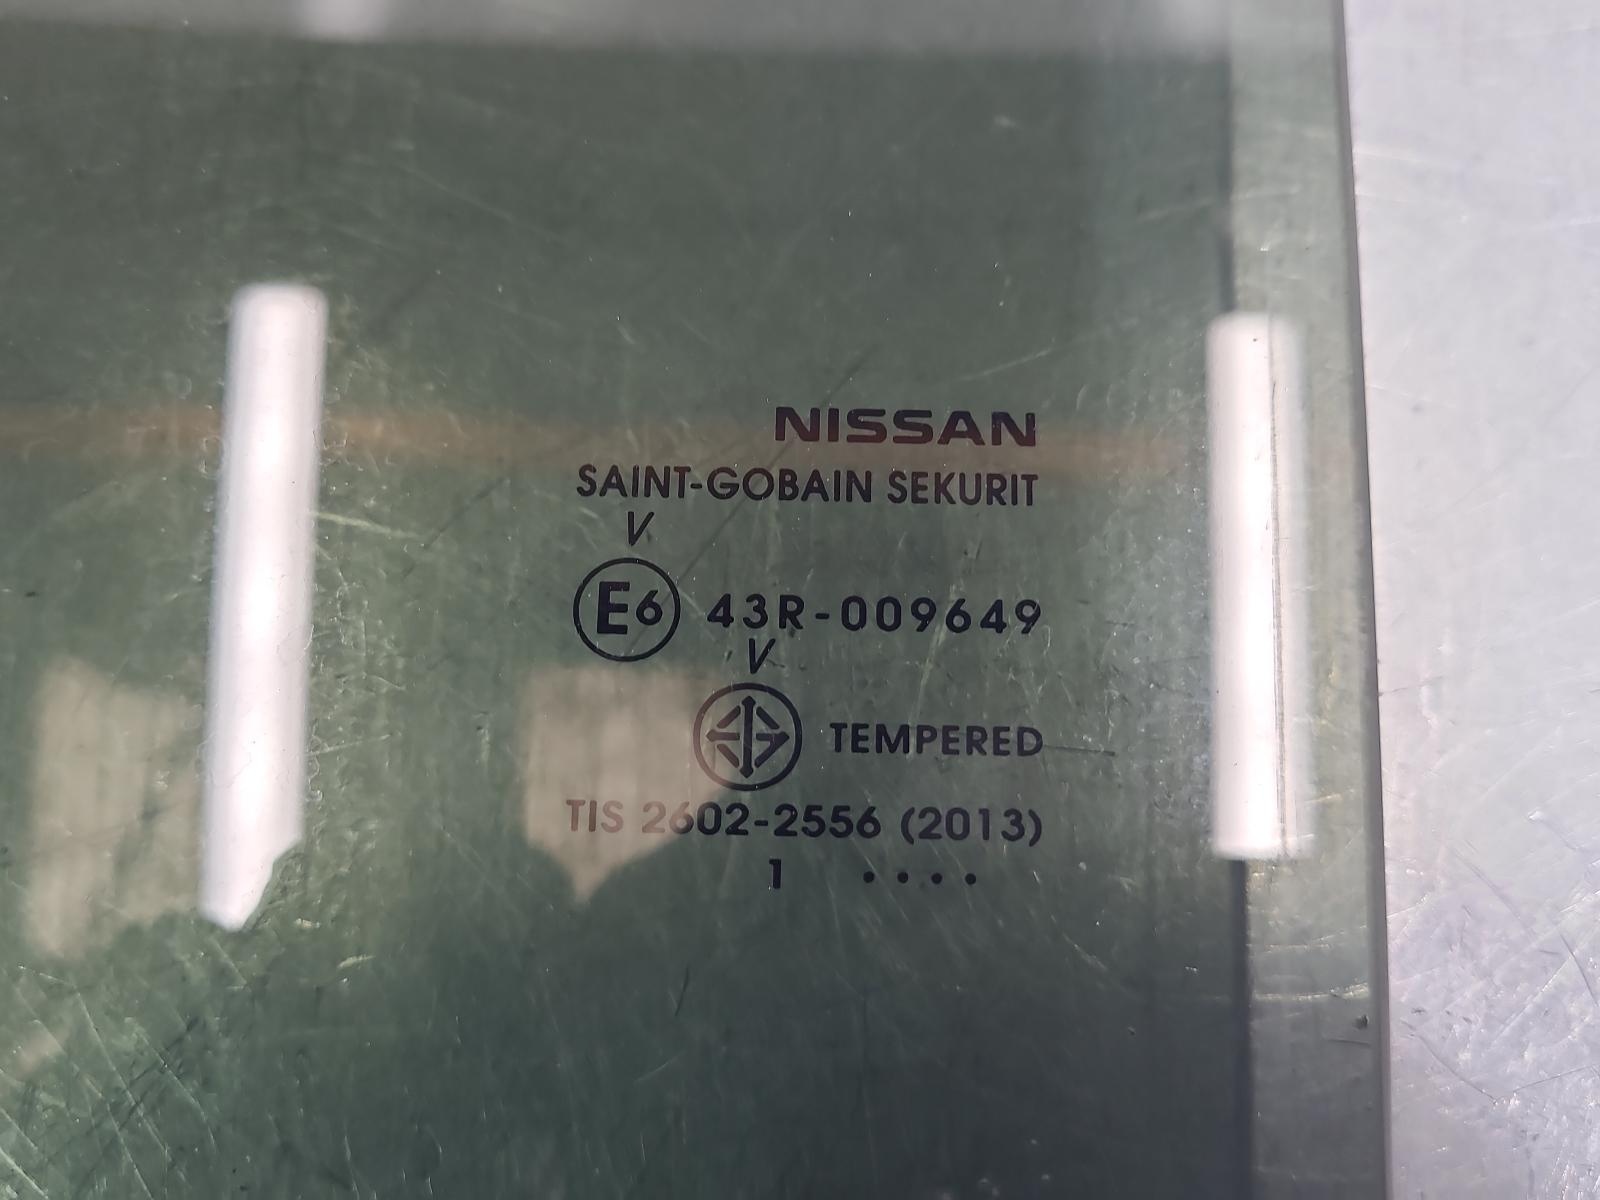 NISSAN
SAINT-GOBAIN SEKURIT
V
E6 43R-009649
V
TEMPERED
TIS 2602-2556 (2013)
1 ....